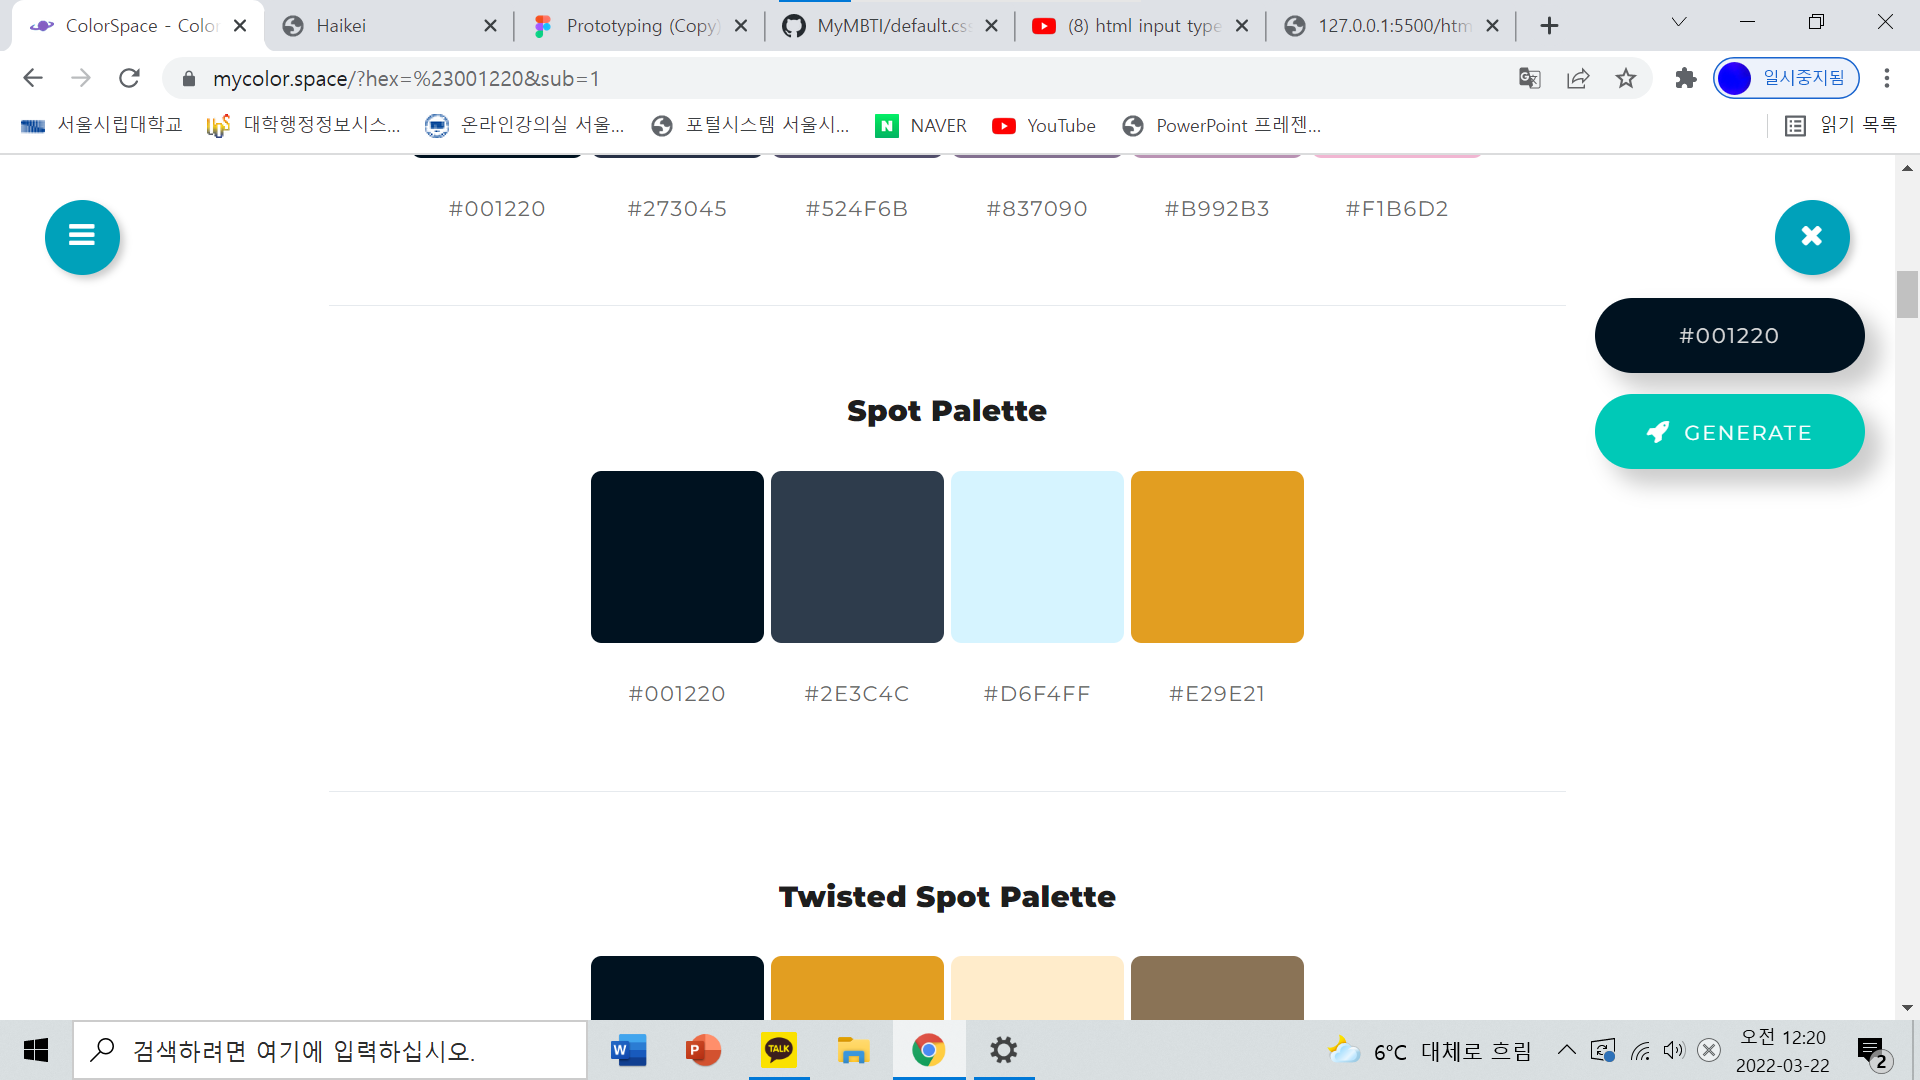 ColorSpace - Color
Haikei
Prototyping (Copy)
MyMBTI/default.css
(8) html input type
127.0.0.1:5500/htm
mycolor.space/?hex=%23001220&sub=1
일시중지됨
서울시립대학교
대학행정정보시스...
온라인강의실 서울...
포털시스템 서울시...
NAVER
YouTube
PowerPoint 프레젠...
읽기 목록
#001220
#273045
#524F6B
#837090
#B992B3
#F1B6D2
#001220
GENERATE
Spot Palette
#001220
#2E3C4C
#D6F4FF
#E29E21
Twisted Spot Palette
검색하려면 여기에 입력하십시오.
TALK
6°C 대체로 흐림
오전 12:20
2022-03-22
2